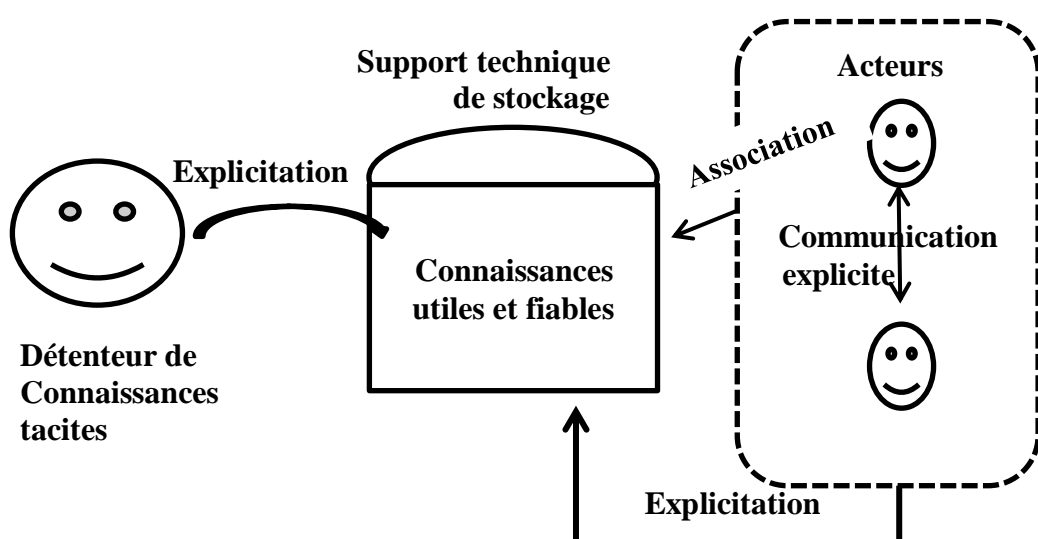 Support technique
de stockage
Acteurs
Association
Explicitation
Communication
explicite
Connaissances
utiles et fiables
Détenteur de
Connaissances
tacites
Explicitation